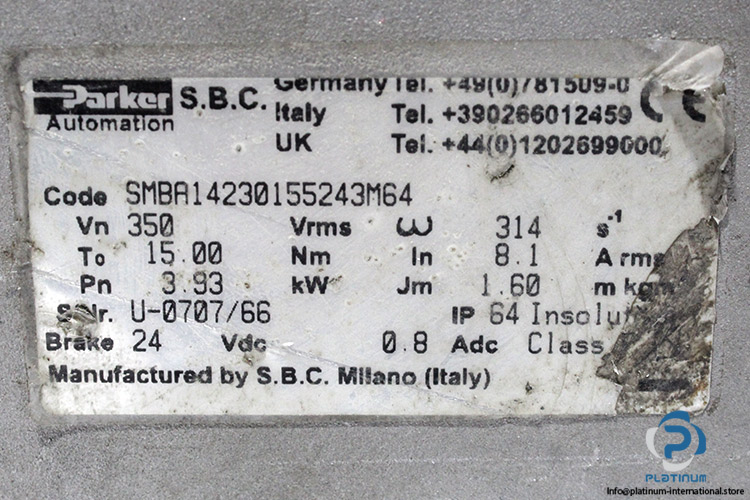 Parker S.B.C. Germany Tel. +49(0)781509-0
Automation Italy Tel. +390266012459 CE
UK Tel. +44(0)1202699000
Code SMBA14230155243M64
Vn 350 Vrms ω 314 s⁻¹
To 15.00 Nm In 8.1 A rms
Pn 3.93 kW Jm 1.60
U-0707/66 IP 64
Brake 24 Vdc 0.8 Adc Class
Manufactured by S.B.C. Milano (Italy)
PLATINUM
Info@platinum-international.store